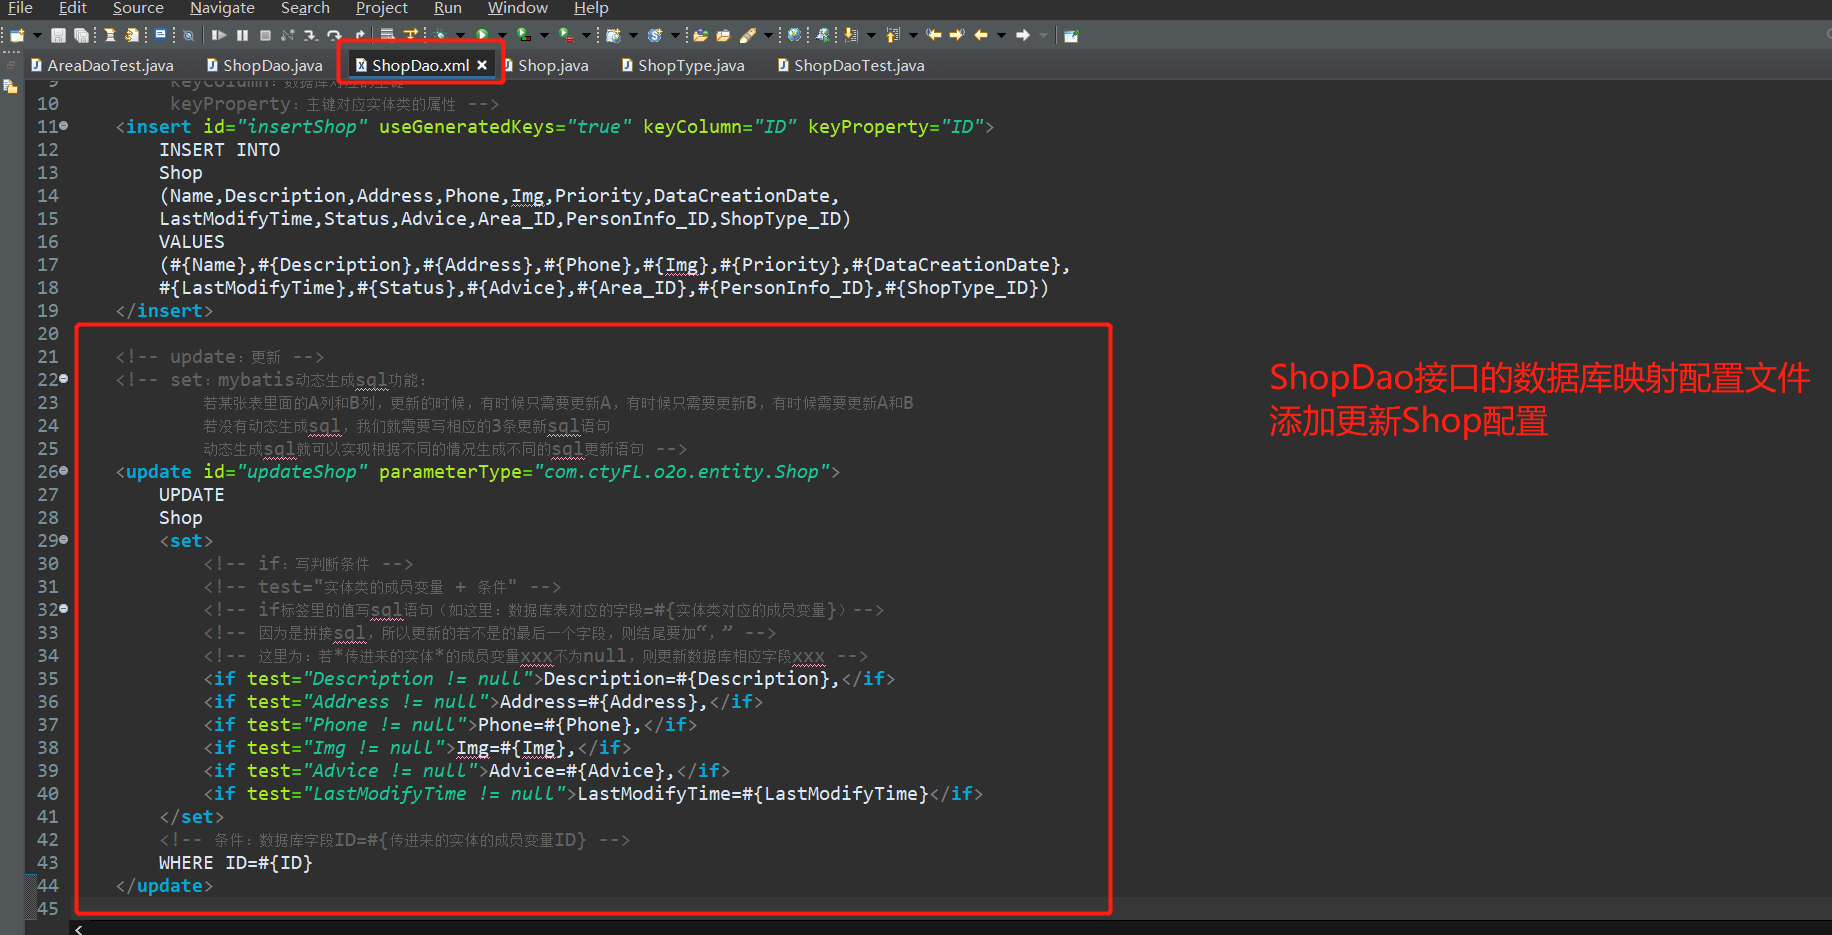 File Edit Source Navigate Search Project Run Window Help
AreaDaoTest.java ShopDao.java ShopDao.xml Shop.java ShopType.java ShopDaoTest.java
9 keyColumn：数据库对应的主键
10 keyProperty：主键对应实体类的属性 -->
11 <insert id="insertShop" useGeneratedKeys="true" keyColumn="ID" keyProperty="ID">
12 INSERT INTO
13 Shop
14 (Name,Description,Address,Phone,Img,Priority,DataCreationDate,
15 LastModifyTime,Status,Advice,Area_ID,PersonInfo_ID,ShopType_ID)
16 VALUES
17 (#{Name},#{Description},#{Address},#{Phone},#{Img},#{Priority},#{DataCreationDate},
18 #{LastModifyTime},#{Status},#{Advice},#{Area_ID},#{PersonInfo_ID},#{ShopType_ID})
19 </insert>
20
21 <!-- update：更新 -->
22 <!-- set：mybatis动态生成sql功能：
23 若某张表里面的A列和B列，更新的时候，有时候只需要更新A，有时候只需要更新B，有时候需要更新A和B
24 若没有动态生成sql，我们就需要写相应的3条更新sql语句
25 动态生成sql就可以实现根据不同的情况生成不同的sql更新语句 -->
26 <update id="updateShop" parameterType="com.ctyFL.o2o.entity.Shop">
27 UPDATE
28 Shop
29 <set>
30 <!-- if：写判断条件 -->
31 <!-- test="实体类的成员变量 + 条件" -->
32 <!-- if标签里的值写sql语句（如这里：数据库表对应的字段=#{实体类对应的成员变量}）-->
33 <!-- 因为是拼接sql，所以更新的若不是的最后一个字段，则结尾要加“，” -->
34 <!-- 这里为：若*传进来的实体*的成员变量xxx不为null，则更新数据库相应字段xxx -->
35 <if test="Description != null">Description=#{Description},</if>
36 <if test="Address != null">Address=#{Address},</if>
37 <if test="Phone != null">Phone=#{Phone},</if>
38 <if test="Img != null">Img=#{Img},</if>
39 <if test="Advice != null">Advice=#{Advice},</if>
40 <if test="LastModifyTime != null">LastModifyTime=#{LastModifyTime}</if>
41 </set>
42 <!-- 条件：数据库字段ID=#{传进来的实体的成员变量ID} -->
43 WHERE ID=#{ID}
44 </update>
45
ShopDao接口的数据库映射配置文件
添加更新Shop配置